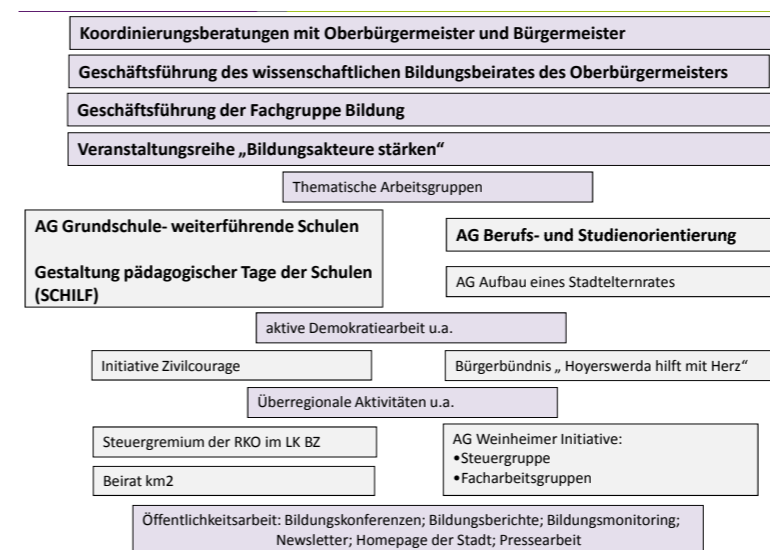 Koordinierungsberatungen mit Oberbürgermeister und Bürgermeister
Geschäftsführung des wissenschaftlichen Bildungsbeirates des Oberbürgermeisters
Geschäftsführung der Fachgruppe Bildung
Veranstaltungsreihe „Bildungsakteure stärken“
Thematische Arbeitsgruppen
AG Grundschule- weiterführende Schulen
Gestaltung pädagogischer Tage der Schulen
(SCHILF)
AG Berufs- und Studienorientierung
AG Aufbau eines Stadtelternrates
aktive Demokratiearbeit u.a.
Initiative Zivilcourage
Bürgerbündnis „ Hoyerswerda hilft mit Herz“
Überregionale Aktivitäten u.a.
Steuergremium der RKO im LK BZ
Beirat km2
AG Weinheimer Initiative:
•Steuergruppe
•Facharbeitsgruppen
Öffentlichkeitsarbeit: Bildungskonferenzen; Bildungsberichte; Bildungsmonitoring;
Newsletter; Homepage der Stadt; Pressearbeit